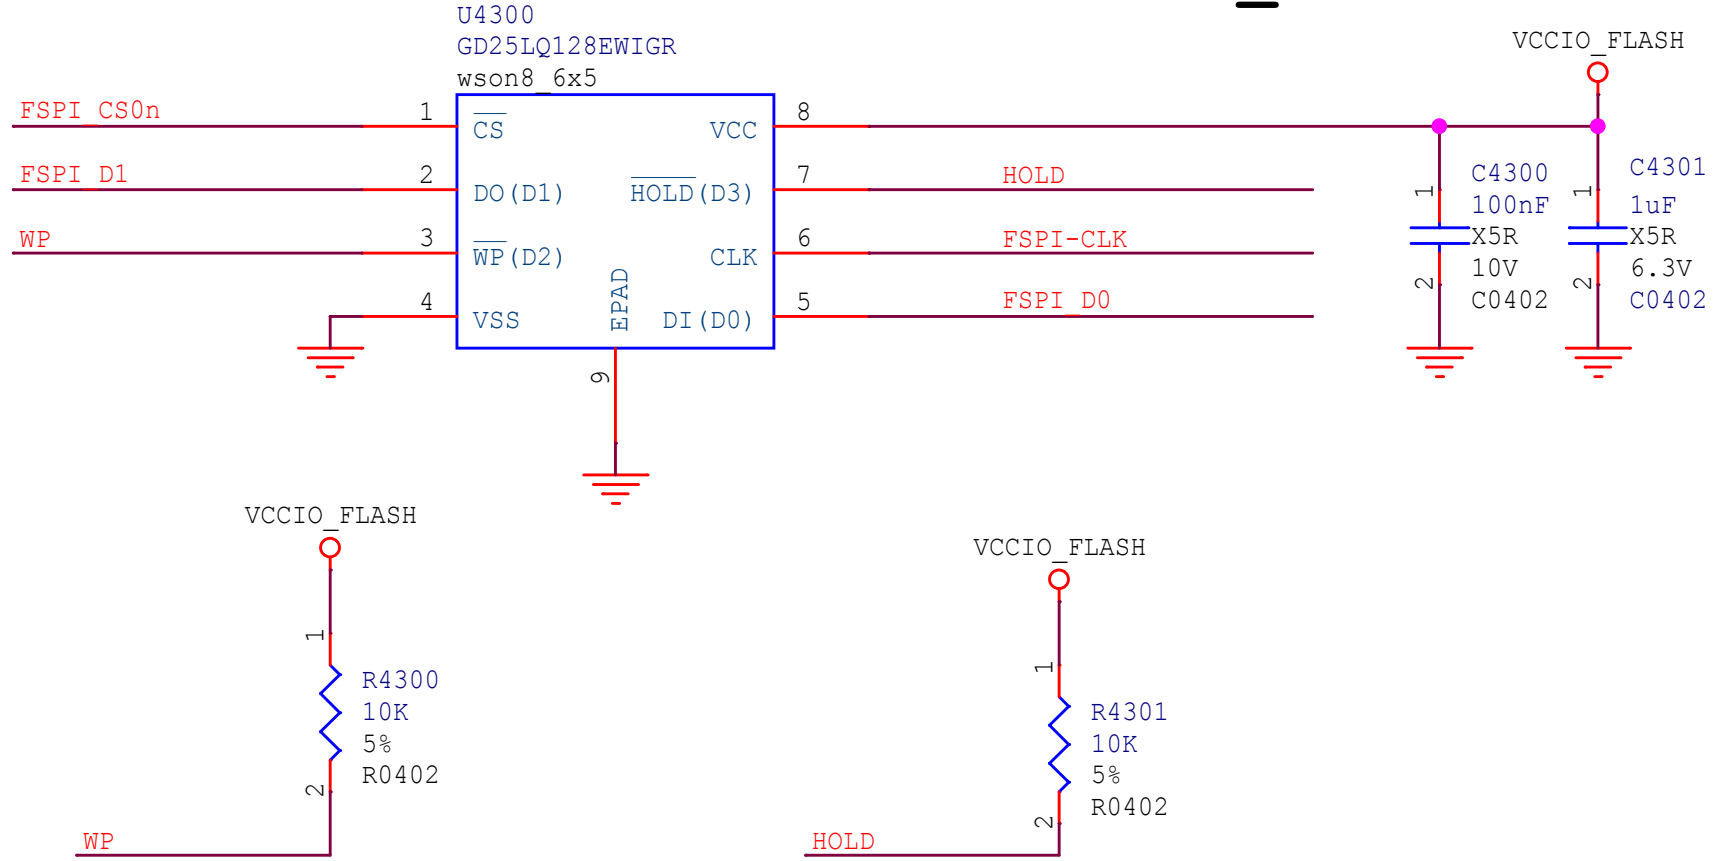 U4300
GD25LQ128EWIGR
wson8_6x5
VCCIO_FLASH
FSPI_CS0n
1
CS
VCC
8
FSPI_D1
2
DO(D1)
HOLD(D3)
7
HOLD
WP
3
WP(D2)
CLK
6
FSPI-CLK
4
VSS
EPAD
DI(D0)
5
FSPI_D0
9
1
C4300
100nF
X5R
10V
C0402
2
1
C4301
1uF
X5R
6.3V
C0402
2
VCCIO_FLASH
1
R4300
10K
5%
R0402
2
WP
VCCIO_FLASH
1
R4301
10K
5%
R0402
2
HOLD